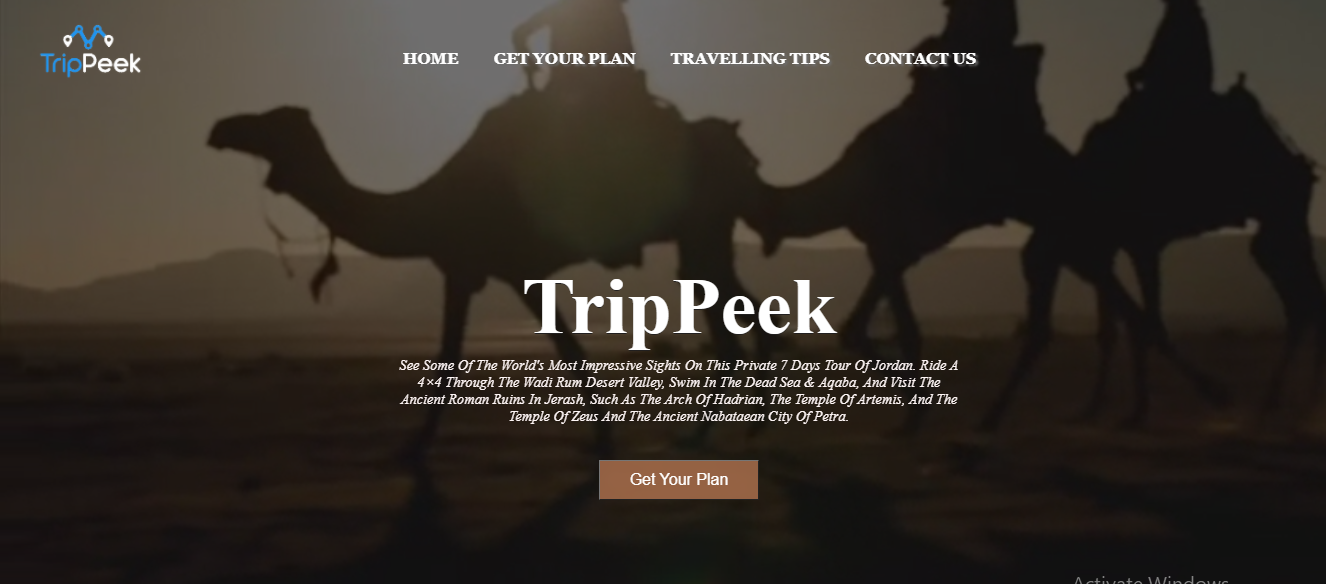 TripPeek
HOME GET YOUR PLAN TRAVELLING TIPS CONTACT US
TripPeek
See Some Of The World's Most Impressive Sights On This Private 7 Days Tour Of Jordan. Ride A
4×4 Through The Wadi Rum Desert Valley, Swim In The Dead Sea & Aqaba, And Visit The
Ancient Roman Ruins In Jerash, Such As The Arch Of Hadrian, The Temple Of Artemis, And The
Temple Of Zeus And The Ancient Nabataean City Of Petra.
Get Your Plan
Activate Windows